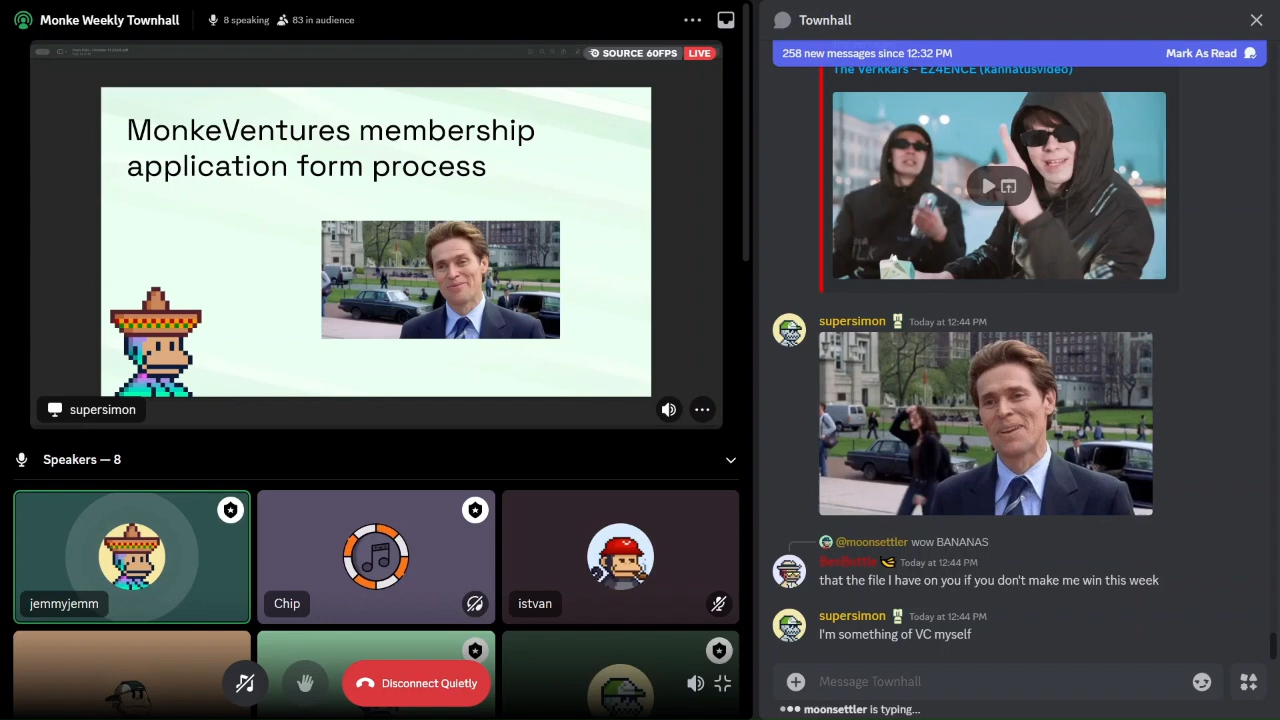 Monke Weekly Townhall
8 speaking
83 in audience
SOURCE 60FPS
LIVE
MonkeVentures membership
application form process
supersimon
Speakers — 8
jemmyjemm
Chip
istvan
Disconnect Quietly
Townhall
258 new messages since 12:32 PM
Mark As Read
The Verkkars - EZ4ENCE (kannatusvideo)
supersimon Today at 12:44 PM
@moonsettler wow BANANAS
Today at 12:44 PM
that the file I have on you if you don't make me win this week
supersimon Today at 12:44 PM
I'm something of VC myself
Message Townhall
moonsettler is typing...